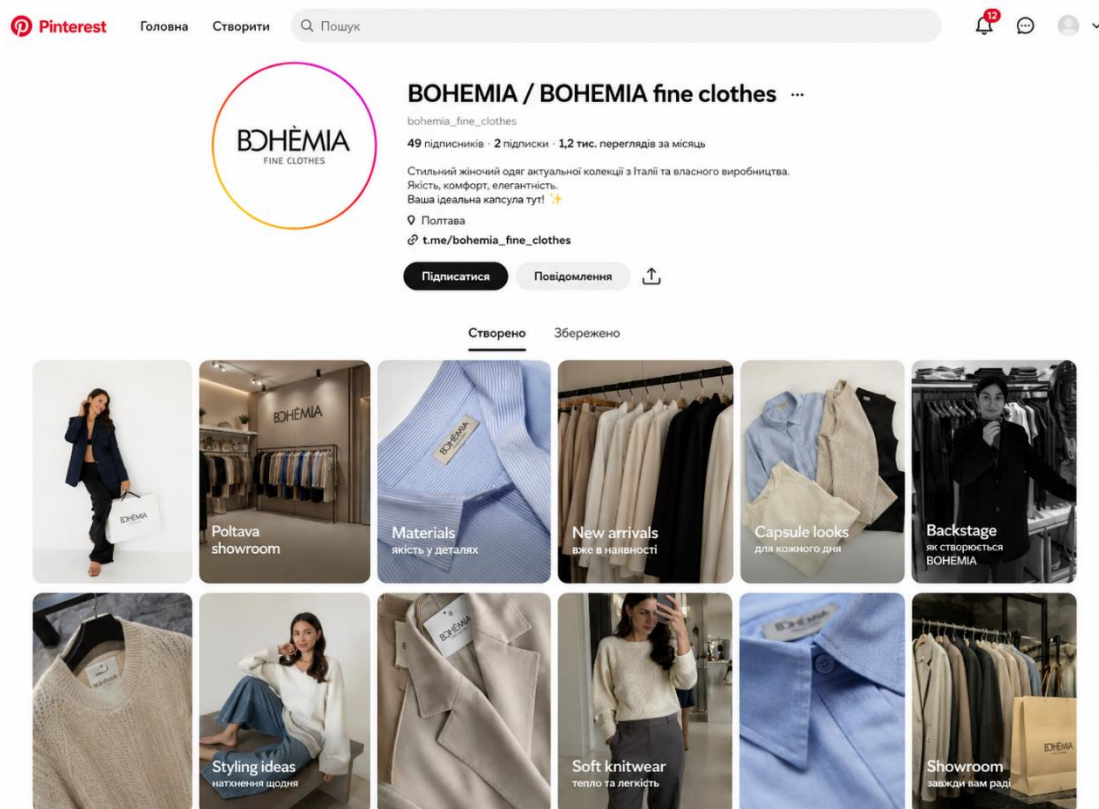 Pinterest
Головна
Створити
Пошук
12
BOHÈMIA
FINE CLOTHES
BOHEMIA / BOHEMIA fine clothes
bohemia_fine_clothes
49 підписників · 2 підписки · 1,2 тис. переглядів за місяць
Стильний жіночий одяг актуальної колекції з Італії та власного виробництва.
Якість, комфорт, елегантність.
Ваша ідеальна капсула тут! ✨
Полтава
t.me/bohemia_fine_clothes
Підписатися
Повідомлення
Створено
Збережено
BOHÈMIA
BOHÈMIA
Poltava
showroom
BOHÈMIA
Materials
якість у деталях
New arrivals
вже в наявності
Capsule looks
для кожного дня
Backstage
як створюється
BOHEMIA
BOHÈMIA
Styling ideas
натхнення щодня
BOHÈMIA
Soft knitwear
тепло та легкість
BOHÈMIA
BOHÈMIA
Showroom
завжди вам раді